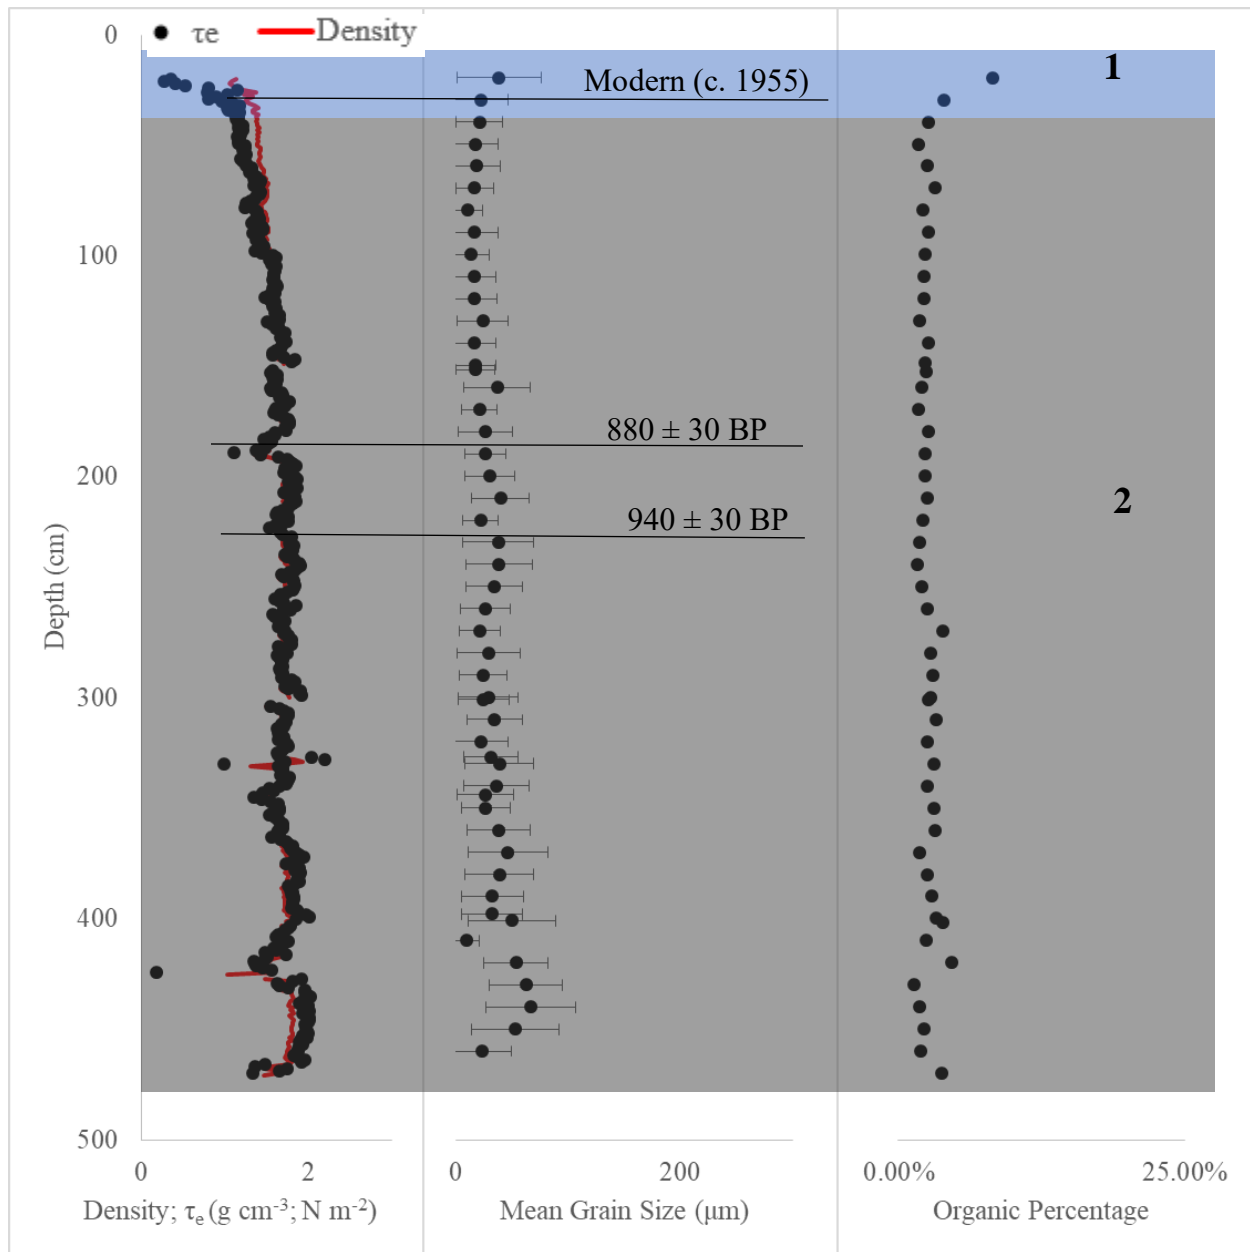 τe Density
0
1
Modern (c. 1955)
100
880 ± 30 BP
200
2
940 ± 30 BP
Depth (cm)
300
400
500
0 2 0 200 0.00% 25.00%
Density; τₑ (g cm⁻³; N m⁻²) Mean Grain Size (μm) Organic Percentage